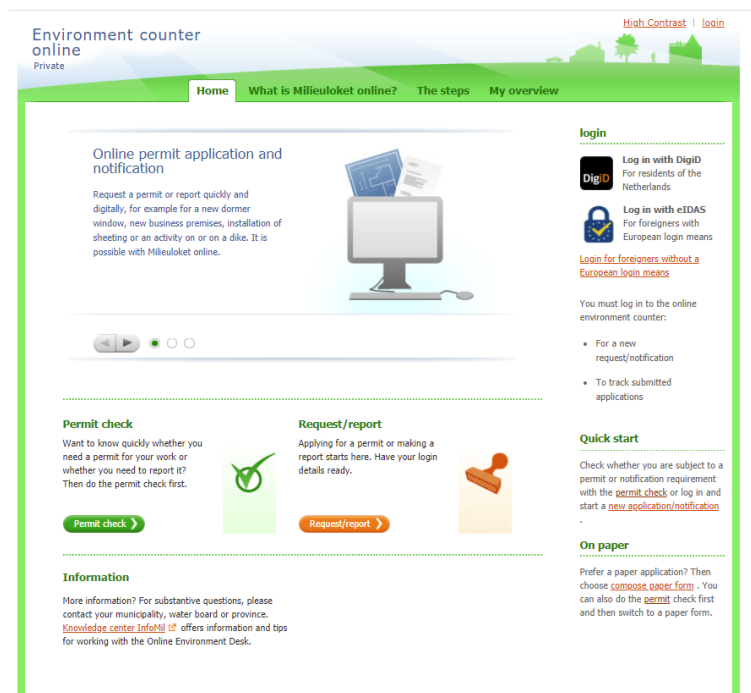 High Contrast | login
Environment counter
online
Private
Home What is Milieuloket online? The steps My overview
Online permit application and
notification
Request a permit or report quickly and
digitally, for example for a new dormer
window, new business premises, installation of
sheeting or an activity on or on a dike. It is
possible with Milieuloket online.
Permit check
Want to know quickly whether you
need a permit for your work or
whether you need to report it?
Then do the permit check first.
Permit check
Request/report
Applying for a permit or making a
report starts here. Have your login
details ready.
Request/report
Information
More information? For substantive questions, please
contact your municipality, water board or province.
Knowledge center InfoMil offers information and tips
for working with the Online Environment Desk.
login
DigiD
Log in with DigiD
For residents of the
Netherlands
Log in with eIDAS
For foreigners with
European login means
Login for foreigners without a
European login means
You must log in to the online
environment counter:
• For a new
request/notification
• To track submitted
applications
Quick start
Check whether you are subject to a
permit or notification requirement
with the permit check or log in and
start a new application/notification
.
On paper
Prefer a paper application? Then
choose compose paper form . You
can also do the permit check first
and then switch to a paper form.